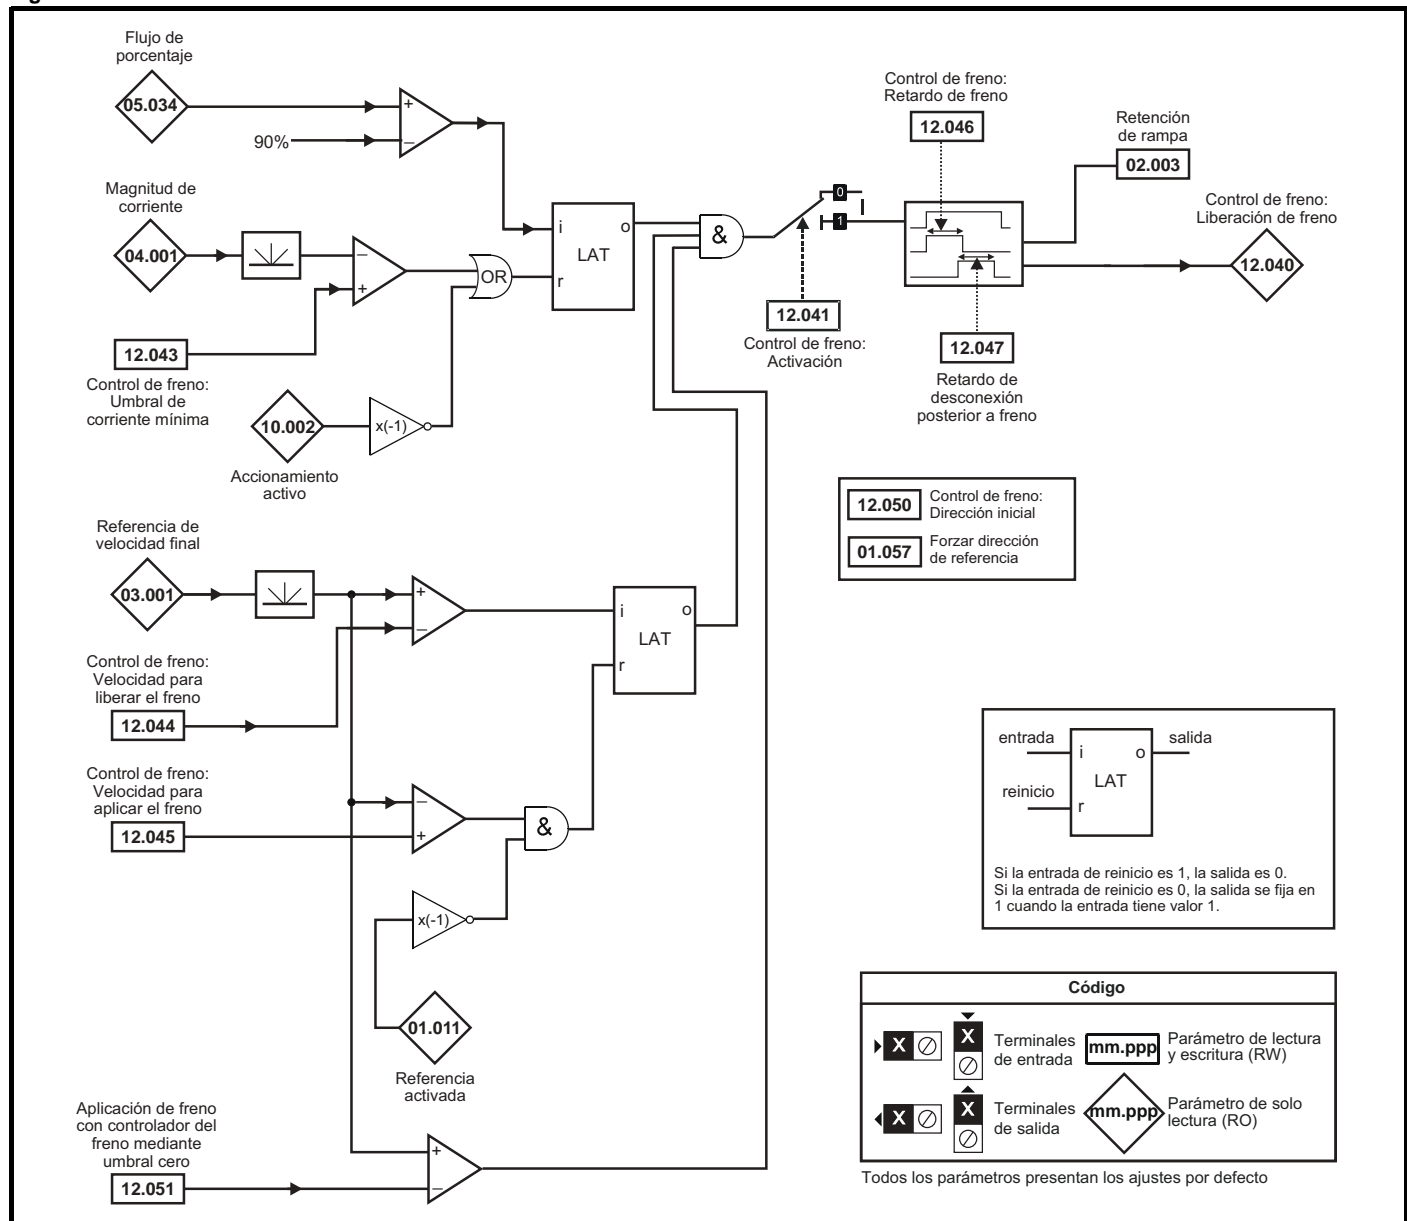 Flujo de
porcentaje
05.034
+
90%
–
Magnitud de
corriente
04.001
–
+
OR
i
o
LAT
r
12.043
Control de freno:
Umbral de
corriente mínima
10.002
x(-1)
Accionamiento
activo
&
0
1
12.041
Control de freno:
Activación
Control de freno:
Retardo de freno
12.046
Retención
de rampa
02.003
Control de freno:
Liberación de freno
12.040
12.047
Retardo de
desconexión
posterior a freno
12.050
Control de freno:
Dirección inicial
01.057
Forzar dirección
de referencia
Referencia de
velocidad final
03.001
+
–
i
o
LAT
r
Control de freno:
Velocidad para
liberar el freno
12.044
Control de freno:
Velocidad para
aplicar el freno
12.045
–
+
&
x(-1)
01.011
Referencia
activada
Aplicación de freno
con controlador del
freno mediante
umbral cero
12.051
+
–
entrada
salida
i
o
LAT
reinicio
r
Si la entrada de reinicio es 1, la salida es 0.
Si la entrada de reinicio es 0, la salida se fija en
1 cuando la entrada tiene valor 1.
Código
X
X
Terminales
de entrada
mm.ppp
Parámetro de lectura
y escritura (RW)
X
X
Terminales
de salida
mm.ppp
Parámetro de solo
lectura (RO)
Todos los parámetros presentan los ajustes por defecto